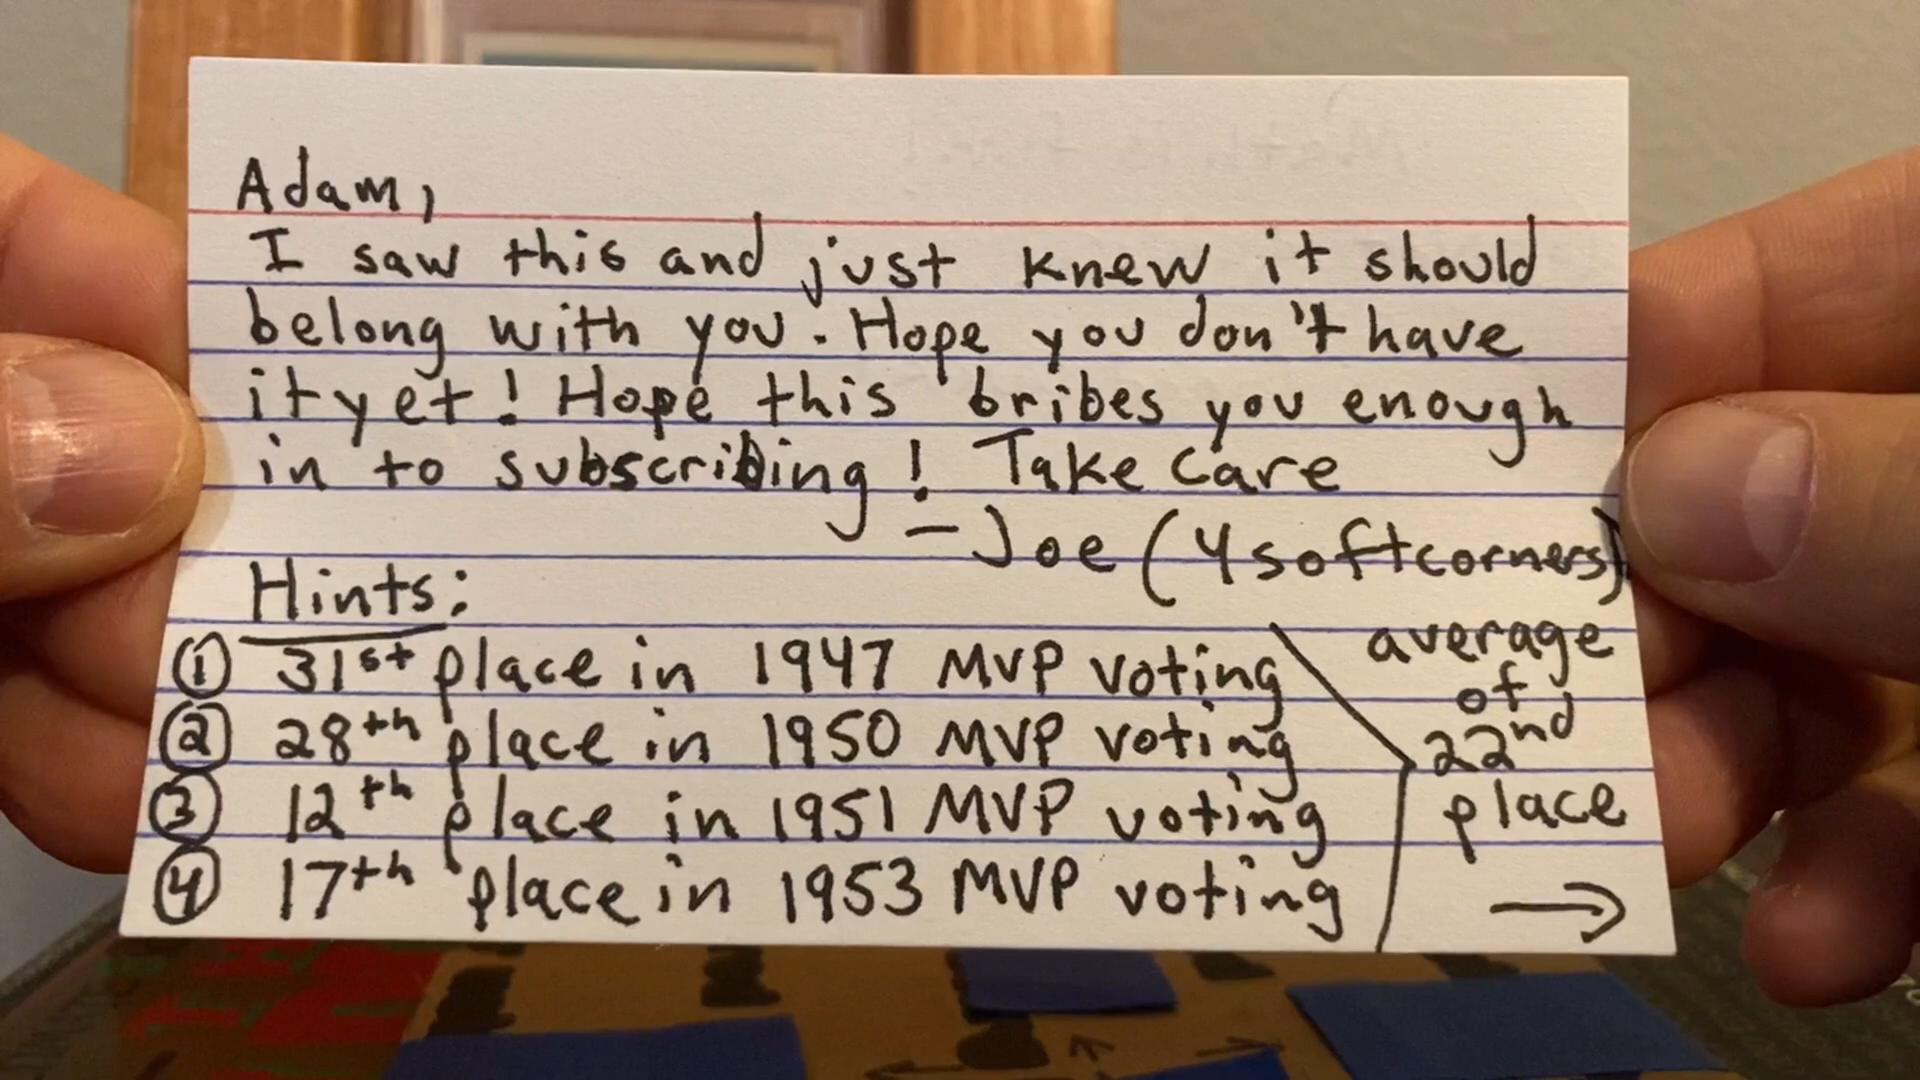 Adam,
I saw this and just knew it should
belong with you. Hope you don't have
it yet! Hope this bribes you enough
in to subscribing! Take care
- Joe (4softcorners)
Hints:
① 31st place in 1947 MVP voting
② 28th place in 1950 MVP voting
③ 12th place in 1951 MVP voting
④ 17th place in 1953 MVP voting
average
of
22nd
place
→